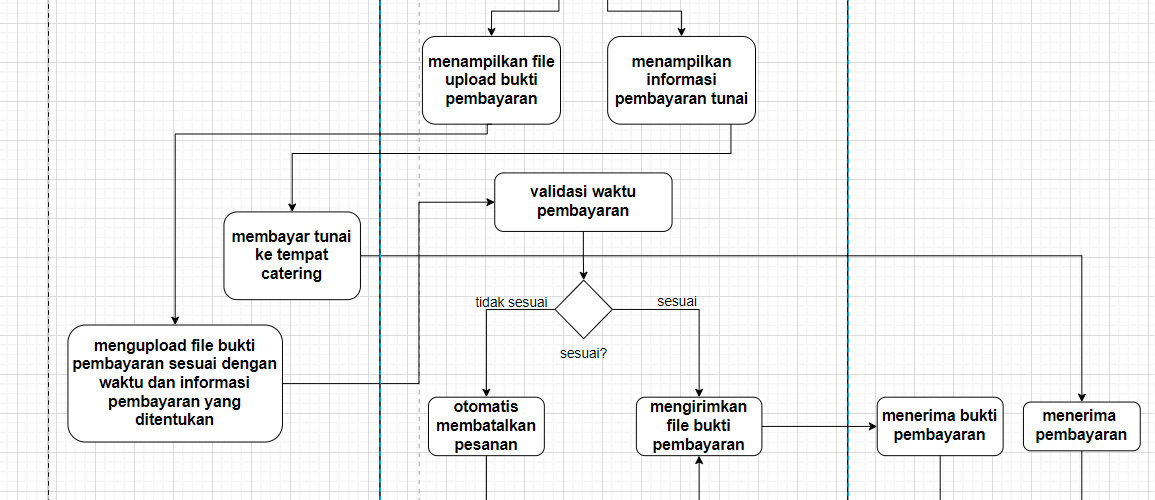 menampilkan file
upload bukti
pembayaran
menampilkan
informasi
pembayaran tunai
validasi waktu
pembayaran
membayar tunai
ke tempat
catering
tidak sesuai
sesuai
sesuai?
mengupload file bukti
pembayaran sesuai dengan
waktu dan informasi
pembayaran yang
ditentukan
otomatis
membatalkan
pesanan
mengirimkan
file bukti
pembayaran
menerima bukti
pembayaran
menerima
pembayaran